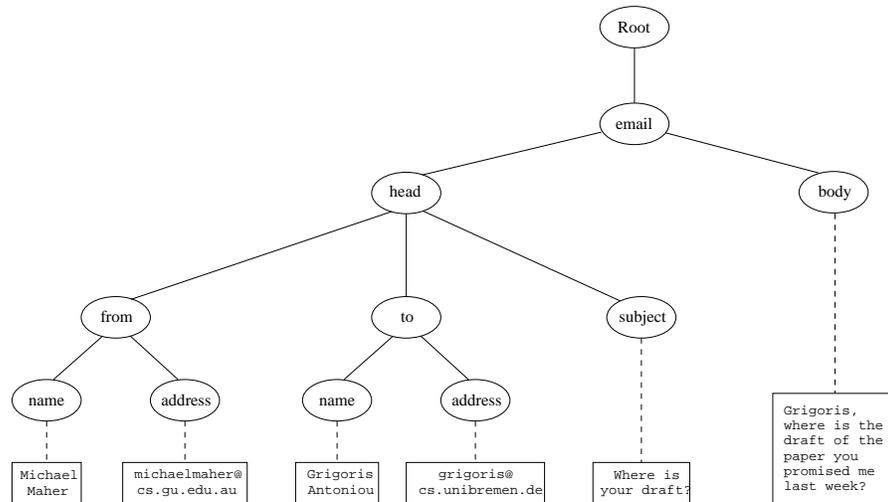 Root
email
head
body
from
to
subject
name
address
name
address
Michael
Maher
michaelmaher@
cs.gu.edu.au
Grigoris
Antoniou
grigoris@
cs.unibremen.de
Where is
your draft?
Grigoris,
where is the
draft of the
paper you
promised me
last week?